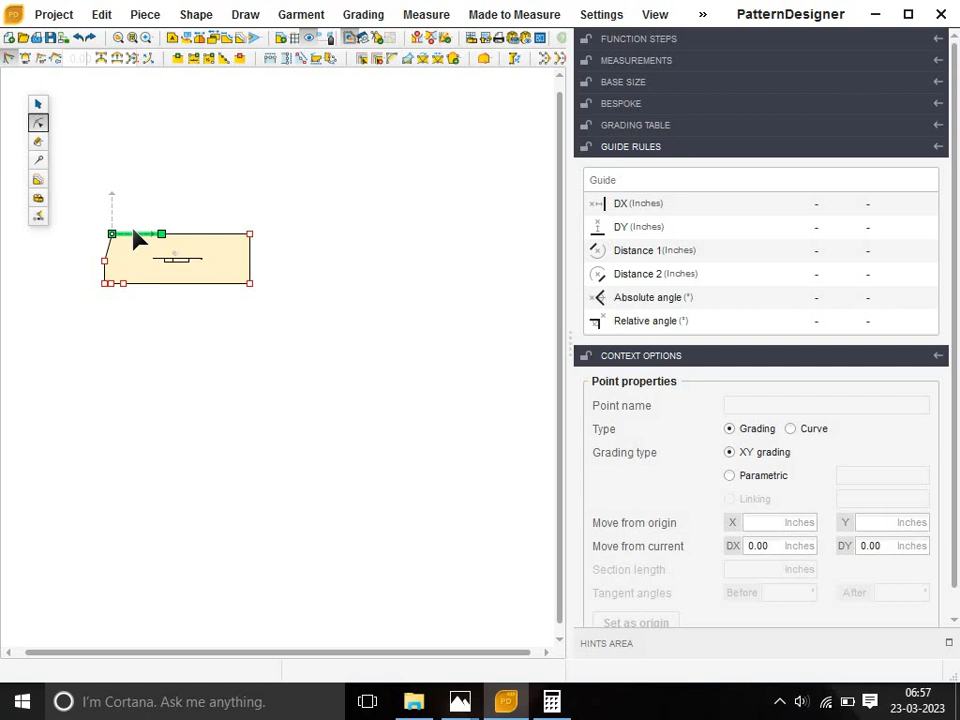 PD Project Edit Piece Shape Draw Garment Grading Measure Made to Measure Settings View » PatternDesigner
FUNCTION STEPS
MEASUREMENTS
BASE SIZE
BESPOKE
GRADING TABLE
GUIDE RULES
Guide
DX (Inches) - -
DY (Inches) - -
Distance 1(Inches) - -
Distance 2 (Inches) - -
Absolute angle (°) - -
Relative angle (°) - -
CONTEXT OPTIONS
Point properties
Point name
Type Grading Curve
Grading type XY grading
Parametric
Linking
Move from origin X Inches Y Inches
Move from current DX 0.00 Inches DY 0.00 Inches
Section length Inches
Tangent angles Before ° After °
Set as origin
HINTS AREA
I'm Cortana. Ask me anything.
PD
06:57
23-03-2023